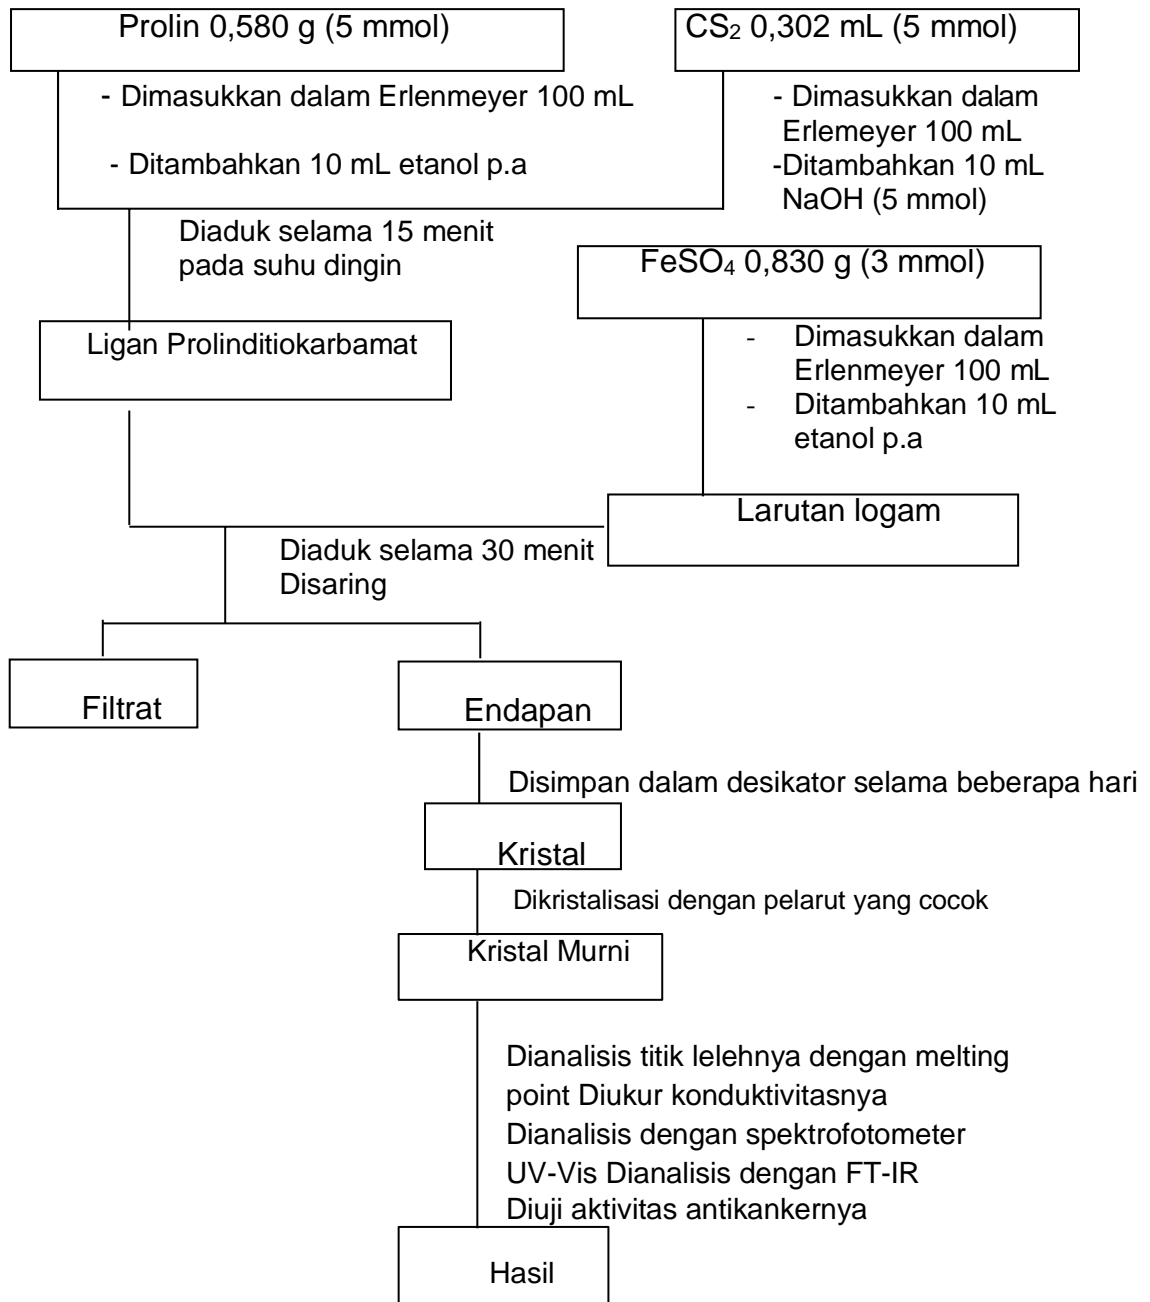 Prolin 0,580 g (5 mmol)
CS₂ 0,302 mL (5 mmol)
- Dimasukkan dalam Erlenmeyer 100 mL
- Ditambahkan 10 mL etanol p.a
- Dimasukkan dalam
Erlemeyer 100 mL
-Ditambahkan 10 mL
NaOH (5 mmol)
Diaduk selama 15 menit
pada suhu dingin
FeSO₄ 0,830 g (3 mmol)
Ligan Prolinditiokarbamat
- Dimasukkan dalam
Erlenmeyer 100 mL
- Ditambahkan 10 mL
etanol p.a
Larutan logam
Diaduk selama 30 menit
Disaring
Filtrat
Endapan
Disimpan dalam desikator selama beberapa hari
Kristal
Dikristalisasi dengan pelarut yang cocok
Kristal Murni
Dianalisis titik lelehnya dengan melting
point Diukur konduktivitasnya
Dianalisis dengan spektrofotometer
UV-Vis Dianalisis dengan FT-IR
Diuji aktivitas antikankernya
Hasil